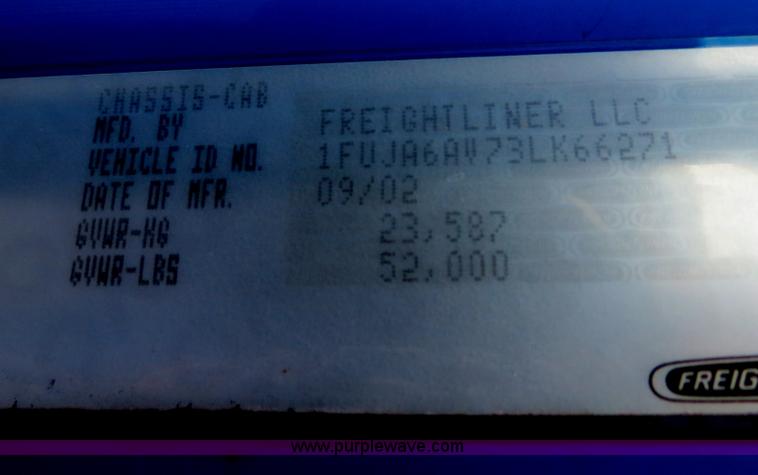 CHASSIS-CAB
MFD. BY FREIGHTLINER LLC
VEHICLE ID NO. 1FUJA6AV73LK66271
DATE OF MFR. 09/02
GVWR-KG 23,587
GVWR-LBS 52,000
FREIG
www.purplewave.com